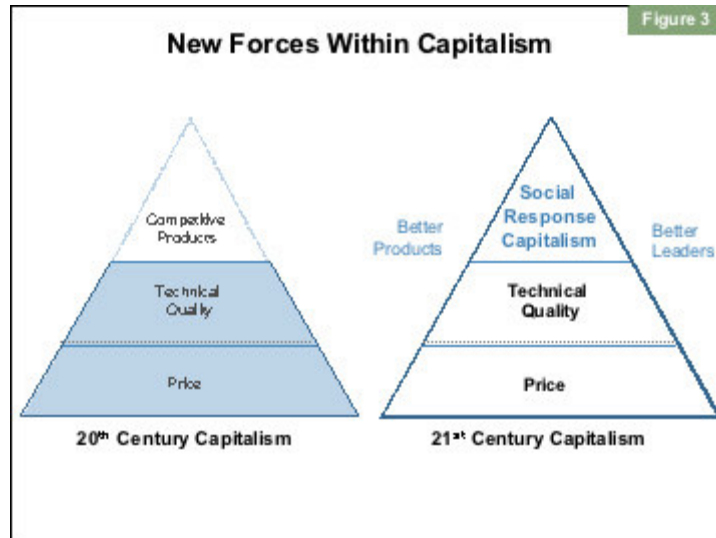 Figure 3
New Forces Within Capitalism
Competitive
Products
Technical
Quality
Price
20th Century Capitalism
Better
Products
Social
Response
Capitalism
Better
Leaders
Technical
Quality
Price
21st Century Capitalism